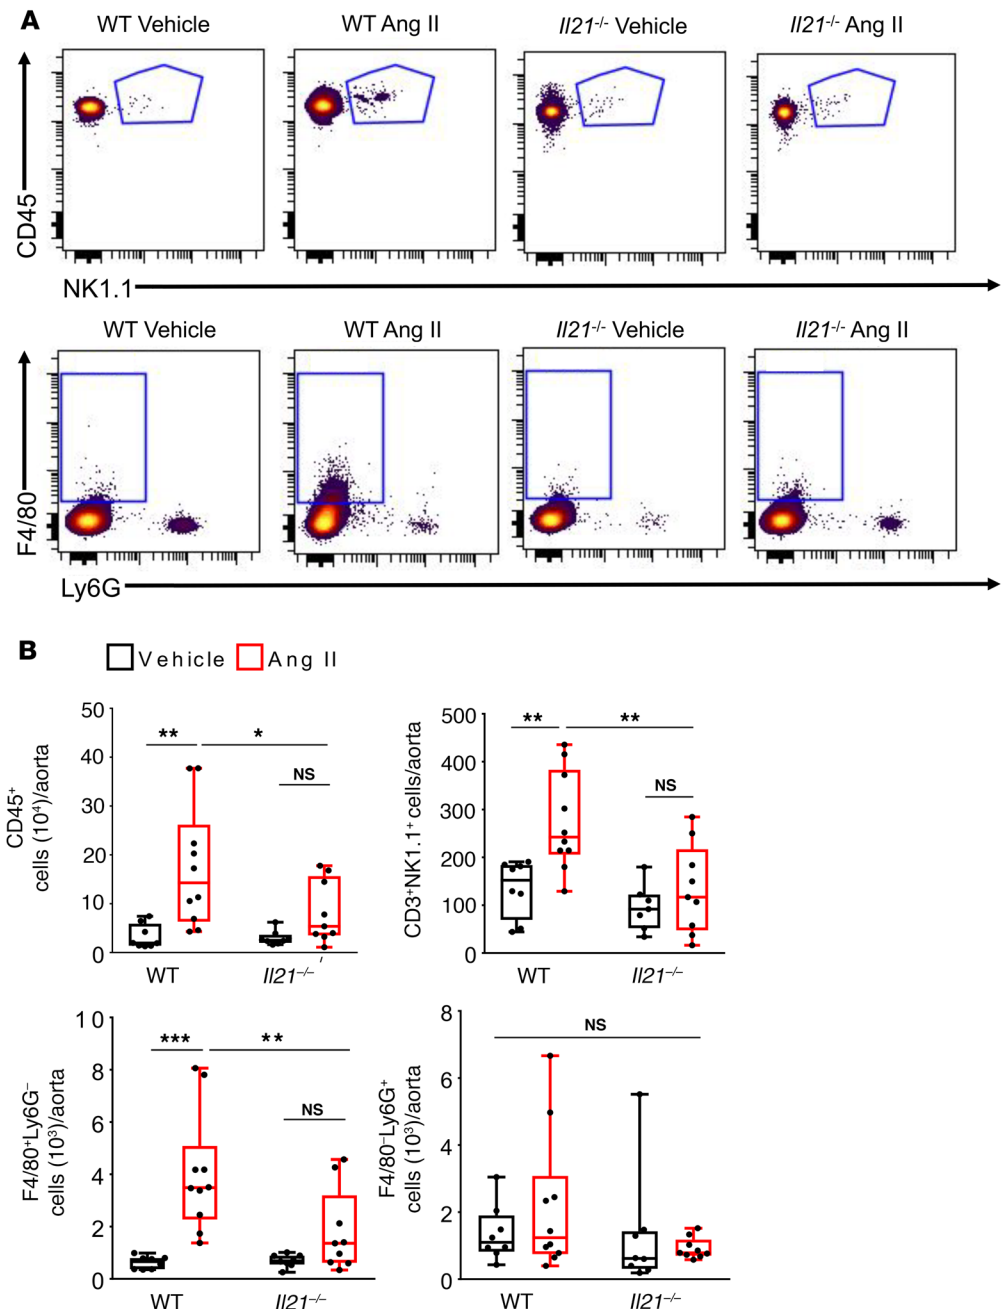 A
WT Vehicle
WT Ang II
Il21-/- Vehicle
Il21-/- Ang II
CD45
NK1.1
WT Vehicle
WT Ang II
Il21-/- Vehicle
Il21-/- Ang II
F4/80
Ly6G
B
Vehicle
Ang II
CD45+
cells (10⁴)/aorta
50
40
30
20
10
0
**
*
NS
WT
Il21–/–
CD3+NK1.1+ cells/aorta
500
400
300
200
100
0
**
**
NS
WT
Il21–/–
F4/80+Ly6G–
cells (10³)/aorta
10
8
6
4
2
0
***
**
NS
WT
Il21–/–
F4/80–Ly6G+
cells (10³)/aorta
8
6
4
2
0
NS
WT
Il21–/–